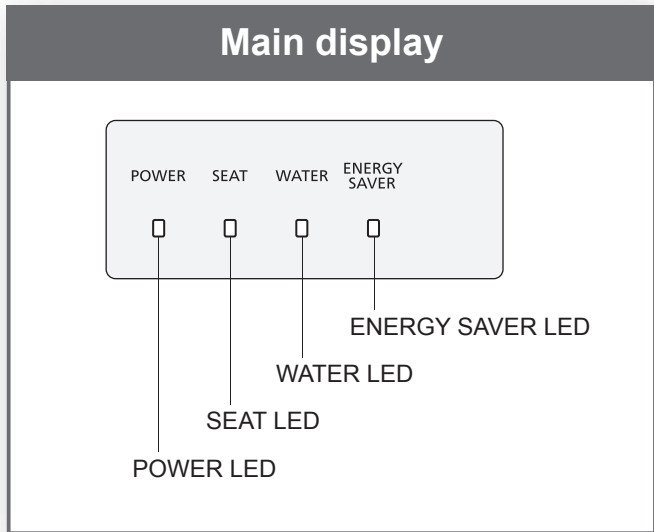 Main display
POWER SEAT WATER ENERGY SAVER
ENERGY SAVER LED
WATER LED
SEAT LED
POWER LED